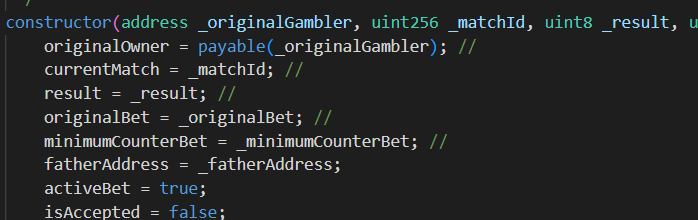 /
constructor(address _originalGambler, uint256 _matchId, uint8 _result, u
originalOwner = payable(_originalGambler); //
currentMatch = _matchId; //
result = _result; //
originalBet = _originalBet; //
minimumCounterBet = _minimumCounterBet; //
fatherAddress = _fatherAddress;
activeBet = true;
isAccepted = false;